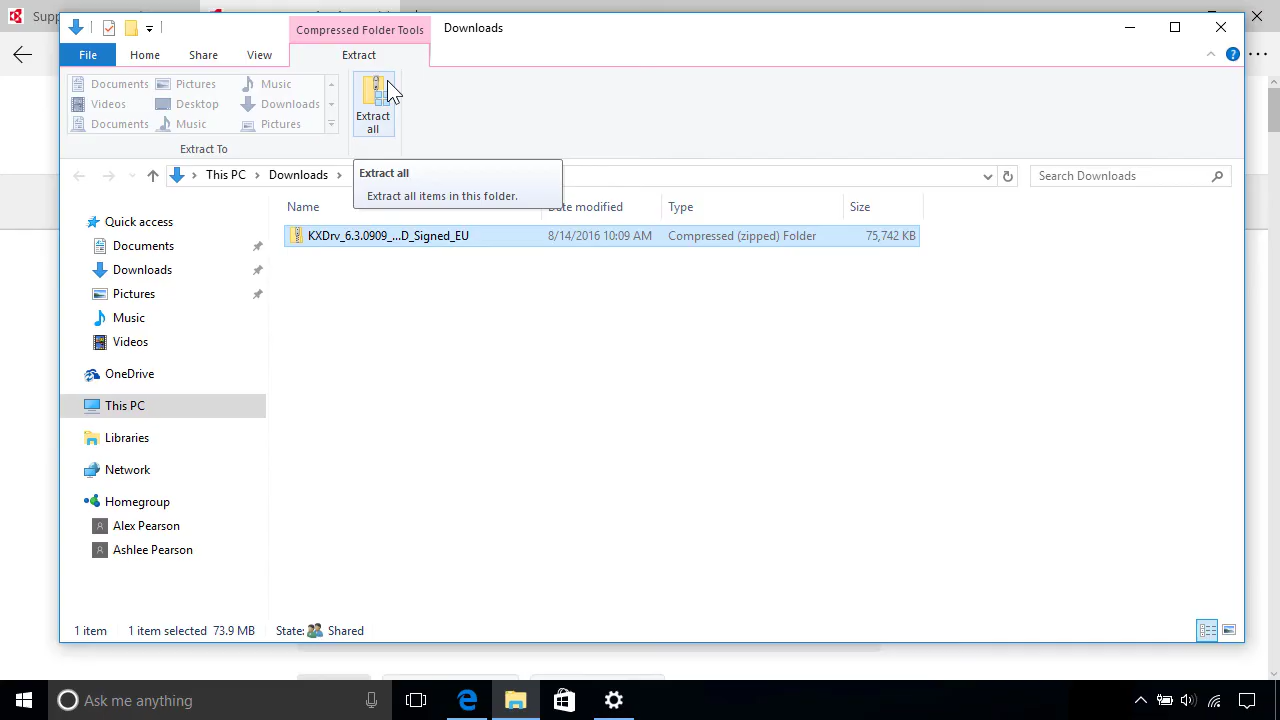 Supp
Compressed Folder Tools
Downloads
File
Home
Share
View
Extract
Documents
Pictures
Music
Videos
Desktop
Downloads
Documents
Music
Pictures
Extract all
Extract To
This PC
Downloads
Search Downloads
Extract all
Extract all items in this folder.
Name
Date modified
Type
Size
KXDrv_6.3.0909_...D_Signed_EU
8/14/2016 10:09 AM
Compressed (zipped) Folder
75,742 KB
Quick access
Documents
Downloads
Pictures
Music
Videos
OneDrive
This PC
Libraries
Network
Homegroup
Alex Pearson
Ashlee Pearson
1 item
1 item selected 73.9 MB
State:
Shared
Ask me anything